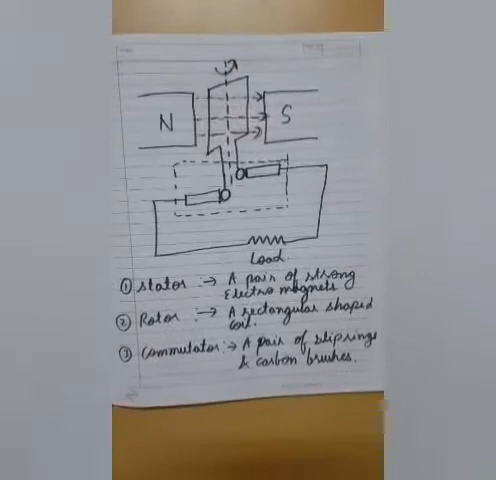 N
S
Load
① Stator :→ A pair of strong
Electro magnets
② Rotor :→ A rectangular shaped
coil.
③ Commutator :→ A pair of sliprings
& carbon brushes.